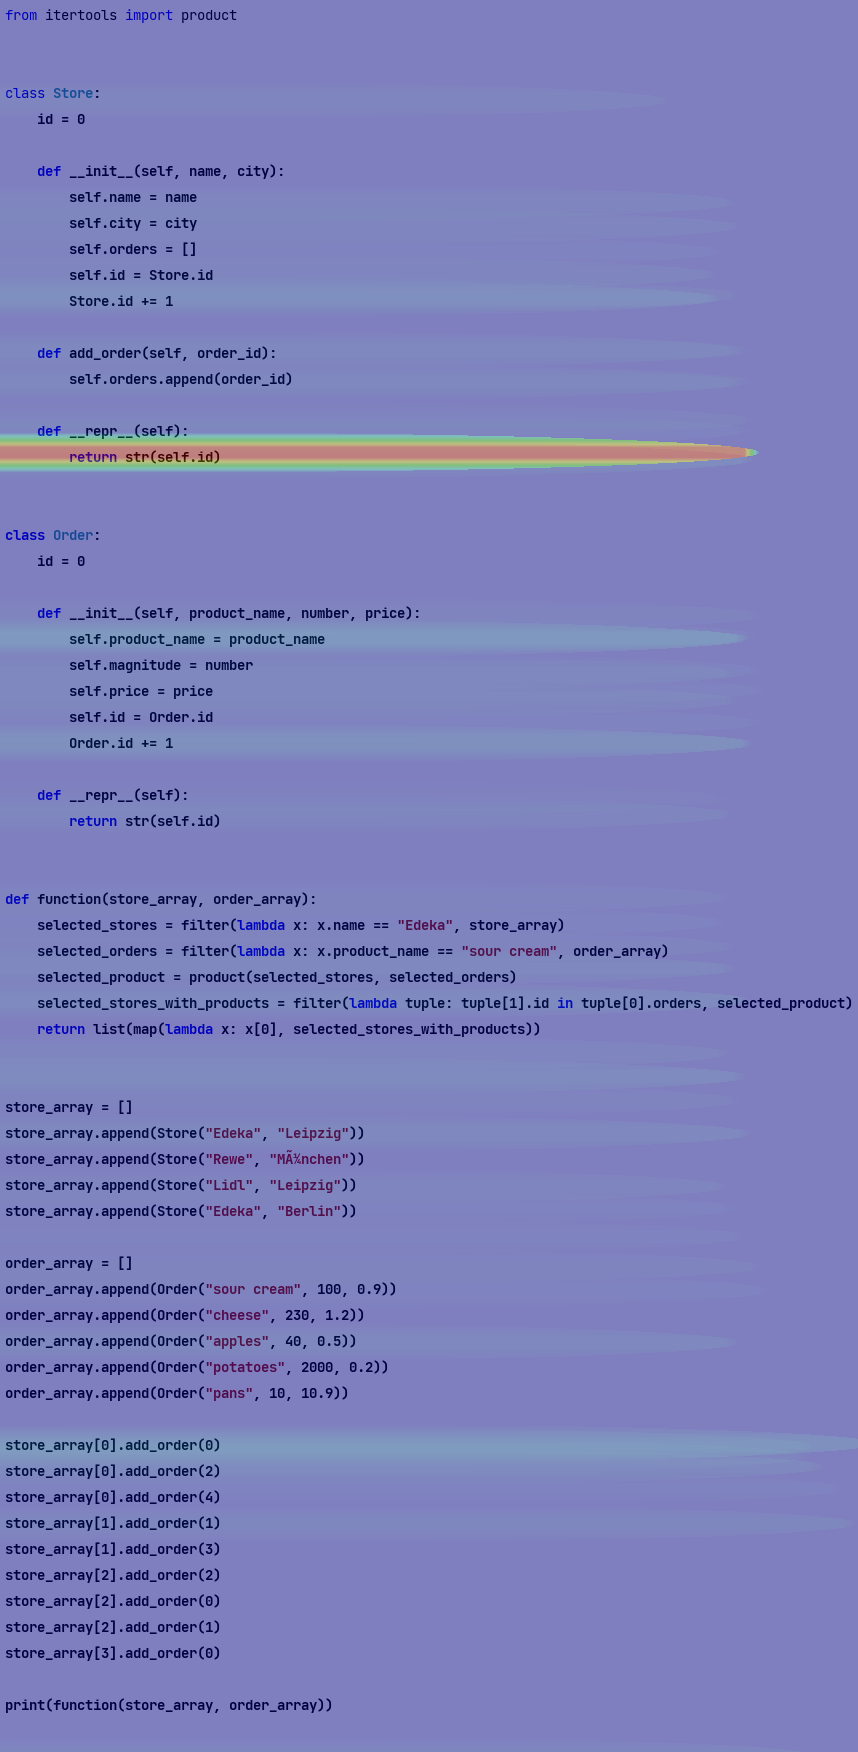 from itertools import product
class Store:
    id = 0
    def __init__(self, name, city):
        self.name = name
        self.city = city
        self.orders = []
        self.id = Store.id
        Store.id += 1
    def add_order(self, order_id):
        self.orders.append(order_id)
    def __repr__(self):
        return str(self.id)
class Order:
    id = 0
    def __init__(self, product_name, number, price):
        self.product_name = product_name
        self.magnitude = number
        self.price = price
        self.id = Order.id
        Order.id += 1
    def __repr__(self):
        return str(self.id)
def function(store_array, order_array):
    selected_stores = filter(lambda x: x.name == "Edeka", store_array)
    selected_orders = filter(lambda x: x.product_name == "sour cream", order_array)
    selected_product = product(selected_stores, selected_orders)
    selected_stores_with_products = filter(lambda tuple: tuple[1].id in tuple[0].orders, selected_product)
    return list(map(lambda x: x[0], selected_stores_with_products))
store_array = []
store_array.append(Store("Edeka", "Leipzig"))
store_array.append(Store("Rewe", "MÃ¼nchen"))
store_array.append(Store("Lidl", "Leipzig"))
store_array.append(Store("Edeka", "Berlin"))
order_array = []
order_array.append(Order("sour cream", 100, 0.9))
order_array.append(Order("cheese", 230, 1.2))
order_array.append(Order("apples", 40, 0.5))
order_array.append(Order("potatoes", 2000, 0.2))
order_array.append(Order("pans", 10, 10.9))
store_array[0].add_order(0)
store_array[0].add_order(2)
store_array[0].add_order(4)
store_array[1].add_order(1)
store_array[1].add_order(3)
store_array[2].add_order(2)
store_array[2].add_order(0)
store_array[2].add_order(1)
store_array[3].add_order(0)
print(function(store_array, order_array))